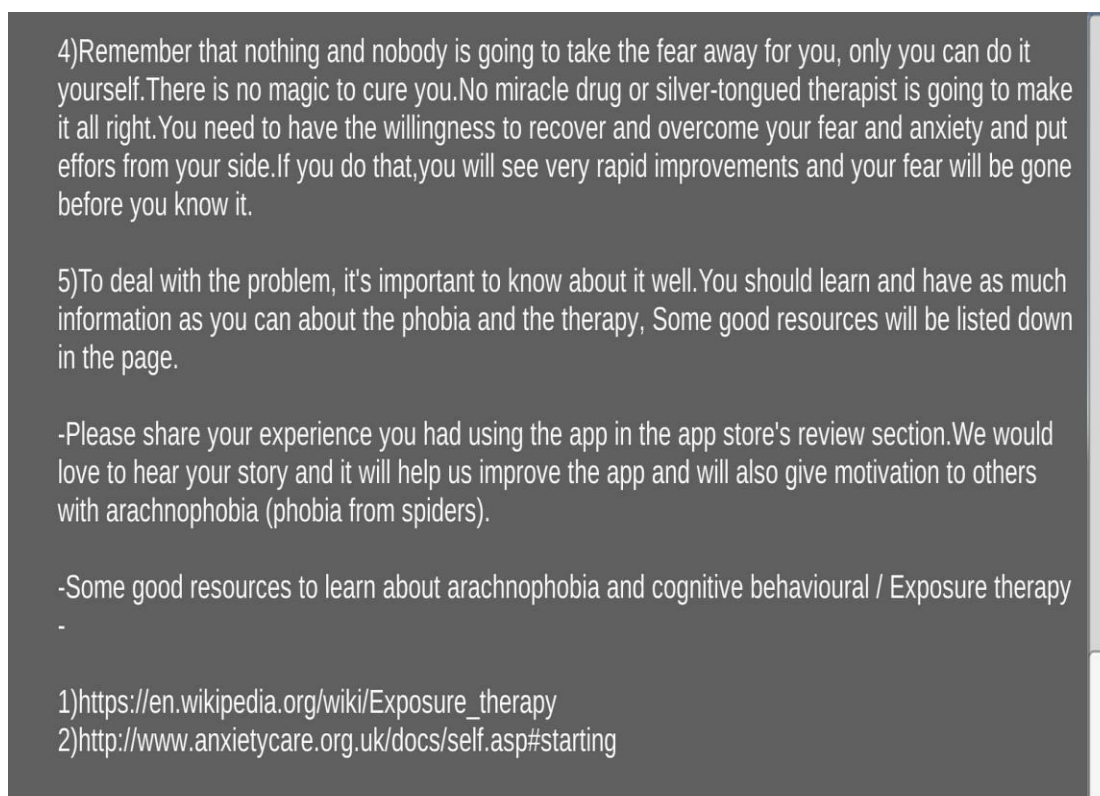 4)Remember that nothing and nobody is going to take the fear away for you, only you can do it
yourself.There is no magic to cure you.No miracle drug or silver-tongued therapist is going to make
it all right.You need to have the willingness to recover and overcome your fear and anxiety and put
effors from your side.If you do that,you will see very rapid improvements and your fear will be gone
before you know it.
5)To deal with the problem, it's important to know about it well.You should learn and have as much
information as you can about the phobia and the therapy, Some good resources will be listed down
in the page.
-Please share your experience you had using the app in the app store's review section.We would
love to hear your story and it will help us improve the app and will also give motivation to others
with arachnophobia (phobia from spiders).
-Some good resources to learn about arachnophobia and cognitive behavioural / Exposure therapy
-
1)https://en.wikipedia.org/wiki/Exposure_therapy
2)http://www.anxietycare.org.uk/docs/self.asp#starting